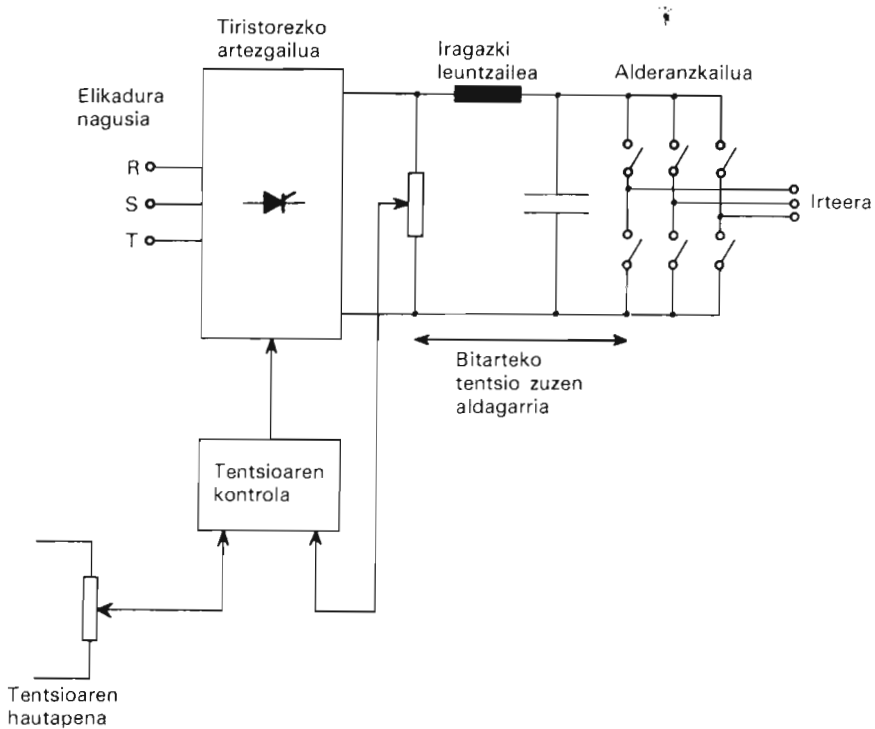 Tiristorezko
artezgailua
Iragazki
leuntzailea
Alderanzkailua
Elikadura
nagusia
R
S
T
Irteera
Bitarteko
tentsio zuzen
aldagarria
Tentsioaren
kontrola
Tentsioaren
hautapena